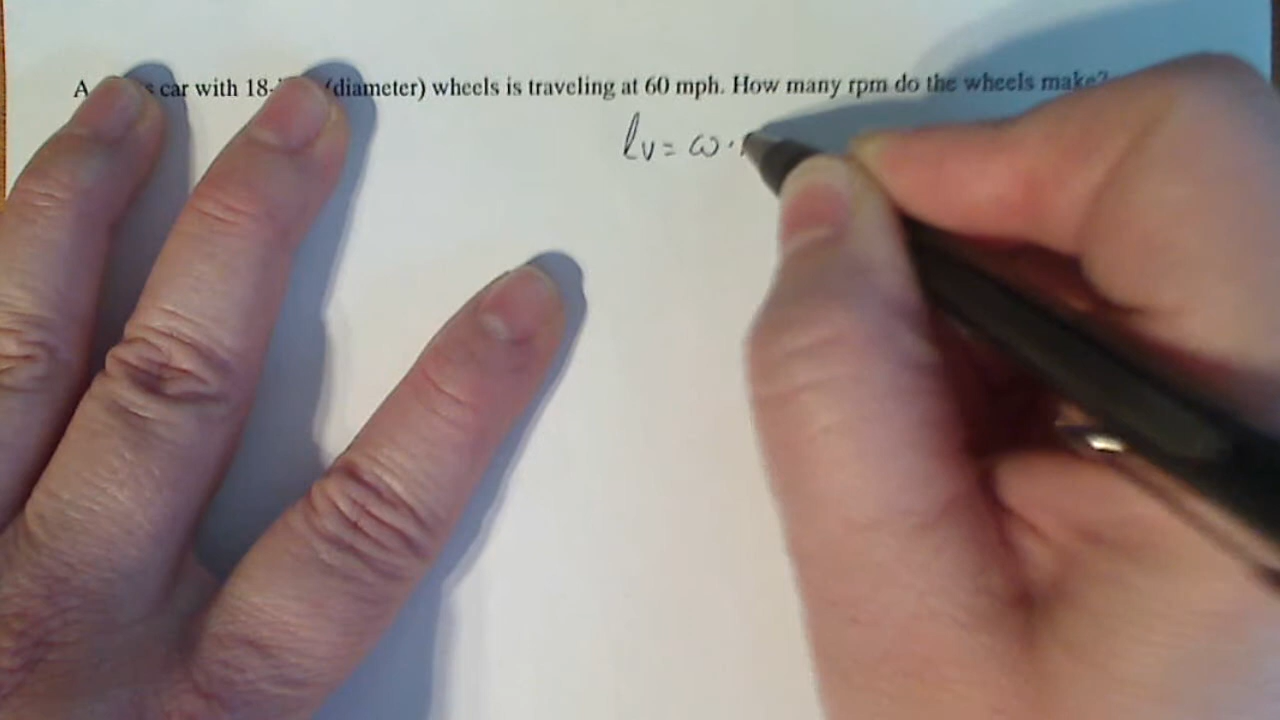 A car with 18- (diameter) wheels is traveling at 60 mph. How many rpm do the wheels make?
lv = ω ·